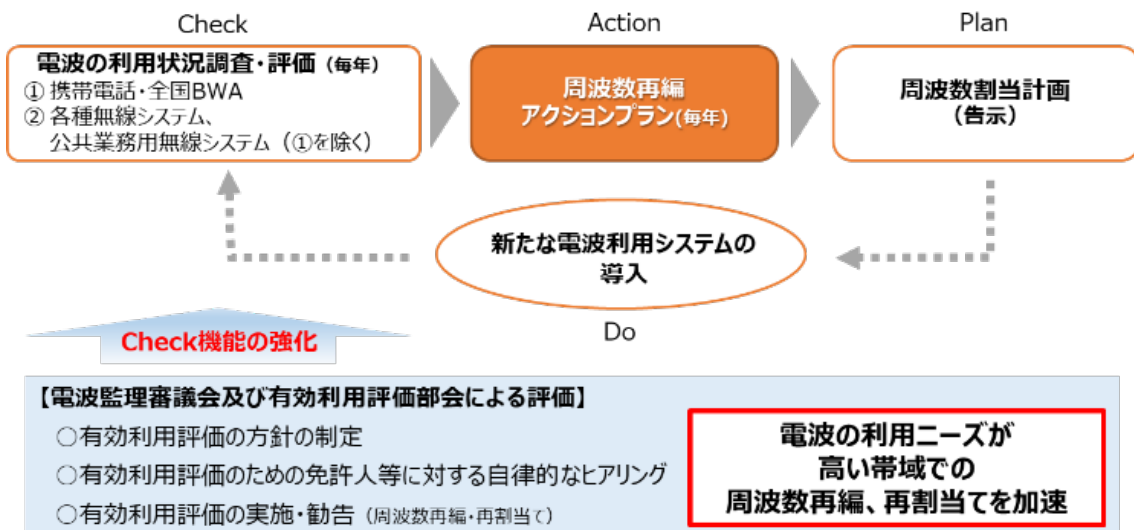 Check
電波の利用状況調査・評価（毎年）
① 携帯電話・全国BWA
② 各種無線システム、
公共業務用無線システム（①を除く）
Action
周波数再編
アクションプラン(毎年)
Plan
周波数割当計画
（告示）
新たな電波利用システムの
導入
Do
Check機能の強化
【電波監理審議会及び有効利用評価部会による評価】
○有効利用評価の方針の制定
○有効利用評価のための免許人等に対する自律的なヒアリング
○有効利用評価の実施・勧告（周波数再編・再割当て）
電波の利用ニーズが
高い帯域での
周波数再編、再割当てを加速